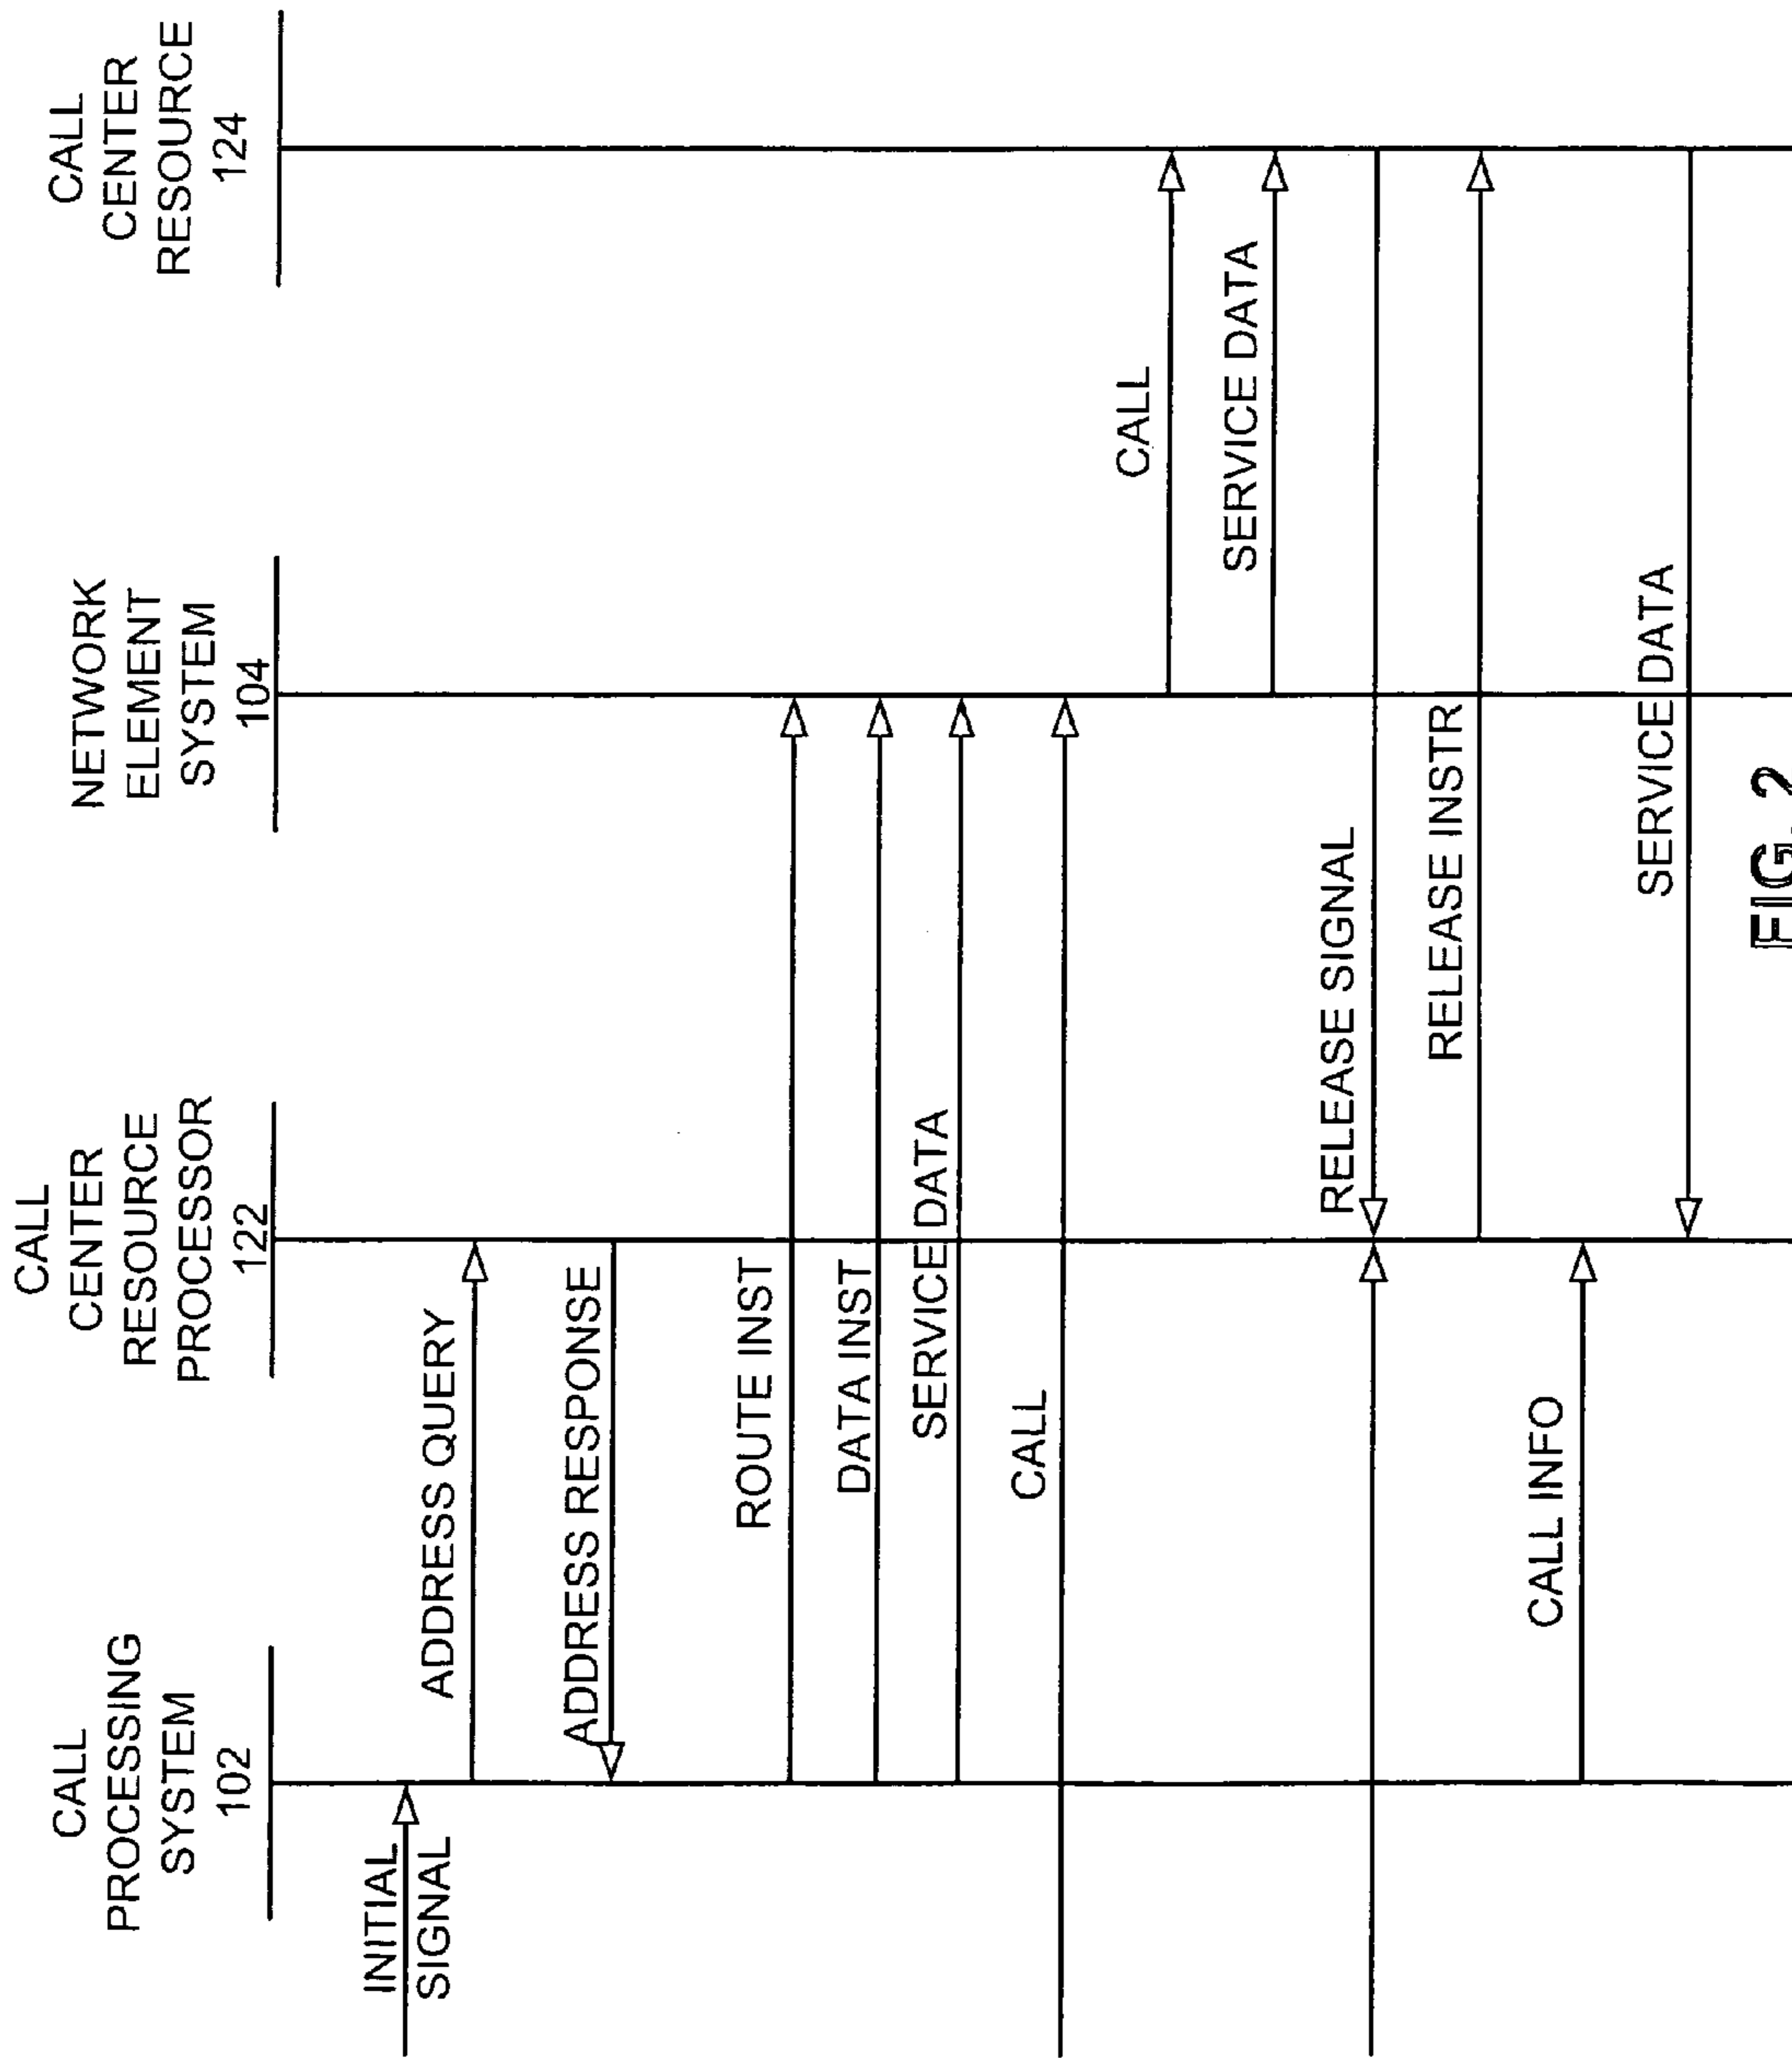 CALL
PROCESSING
SYSTEM
102
CALL
CENTER
RESOURCE
PROCESSOR
122
NETWORK
ELEMENT
SYSTEM
104
CALL
CENTER
RESOURCE
124
INITIAL
SIGNAL
ADDRESS QUERY
ADDRESS RESPONSE
ROUTE INST
DATA INST
SERVICE DATA
CALL
CALL
SERVICE DATA
RELEASE SIGNAL
RELEASE INSTR
CALL INFO
SERVICE DATA
FIG. 2